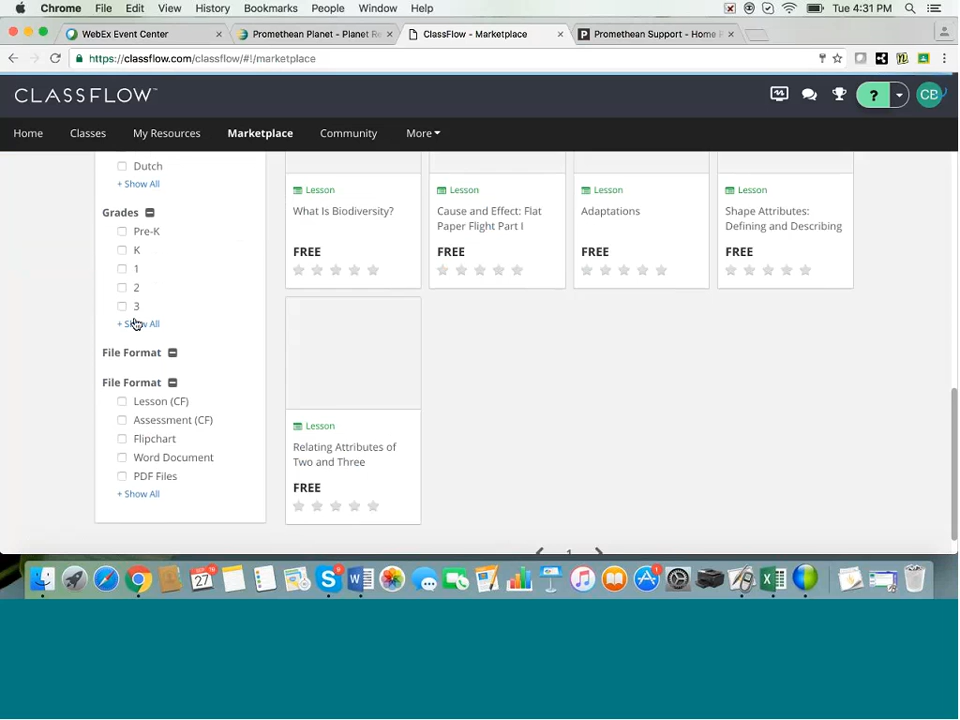 Chrome File Edit View History Bookmarks People Window Help Tue 4:31 PM
WebEx Event Center × Promethean Planet - Planet Re × ClassFlow - Marketplace × Promethean Support - Home P ×
https://classflow.com/classflow/#!/marketplace
CLASSFLOW ? CB
Home Classes My Resources Marketplace Community More
Dutch
+ Show All
Grades
Pre-K
K
1
2
3
+ Show All
File Format
File Format
Lesson (CF)
Assessment (CF)
Flipchart
Word Document
PDF Files
+ Show All
Lesson
What Is Biodiversity?
FREE
Lesson
Cause and Effect: Flat
Paper Flight Part I
FREE
Lesson
Adaptations
FREE
Lesson
Shape Attributes:
Defining and Describing
FREE
Lesson
Relating Attributes of
Two and Three
FREE
1
27